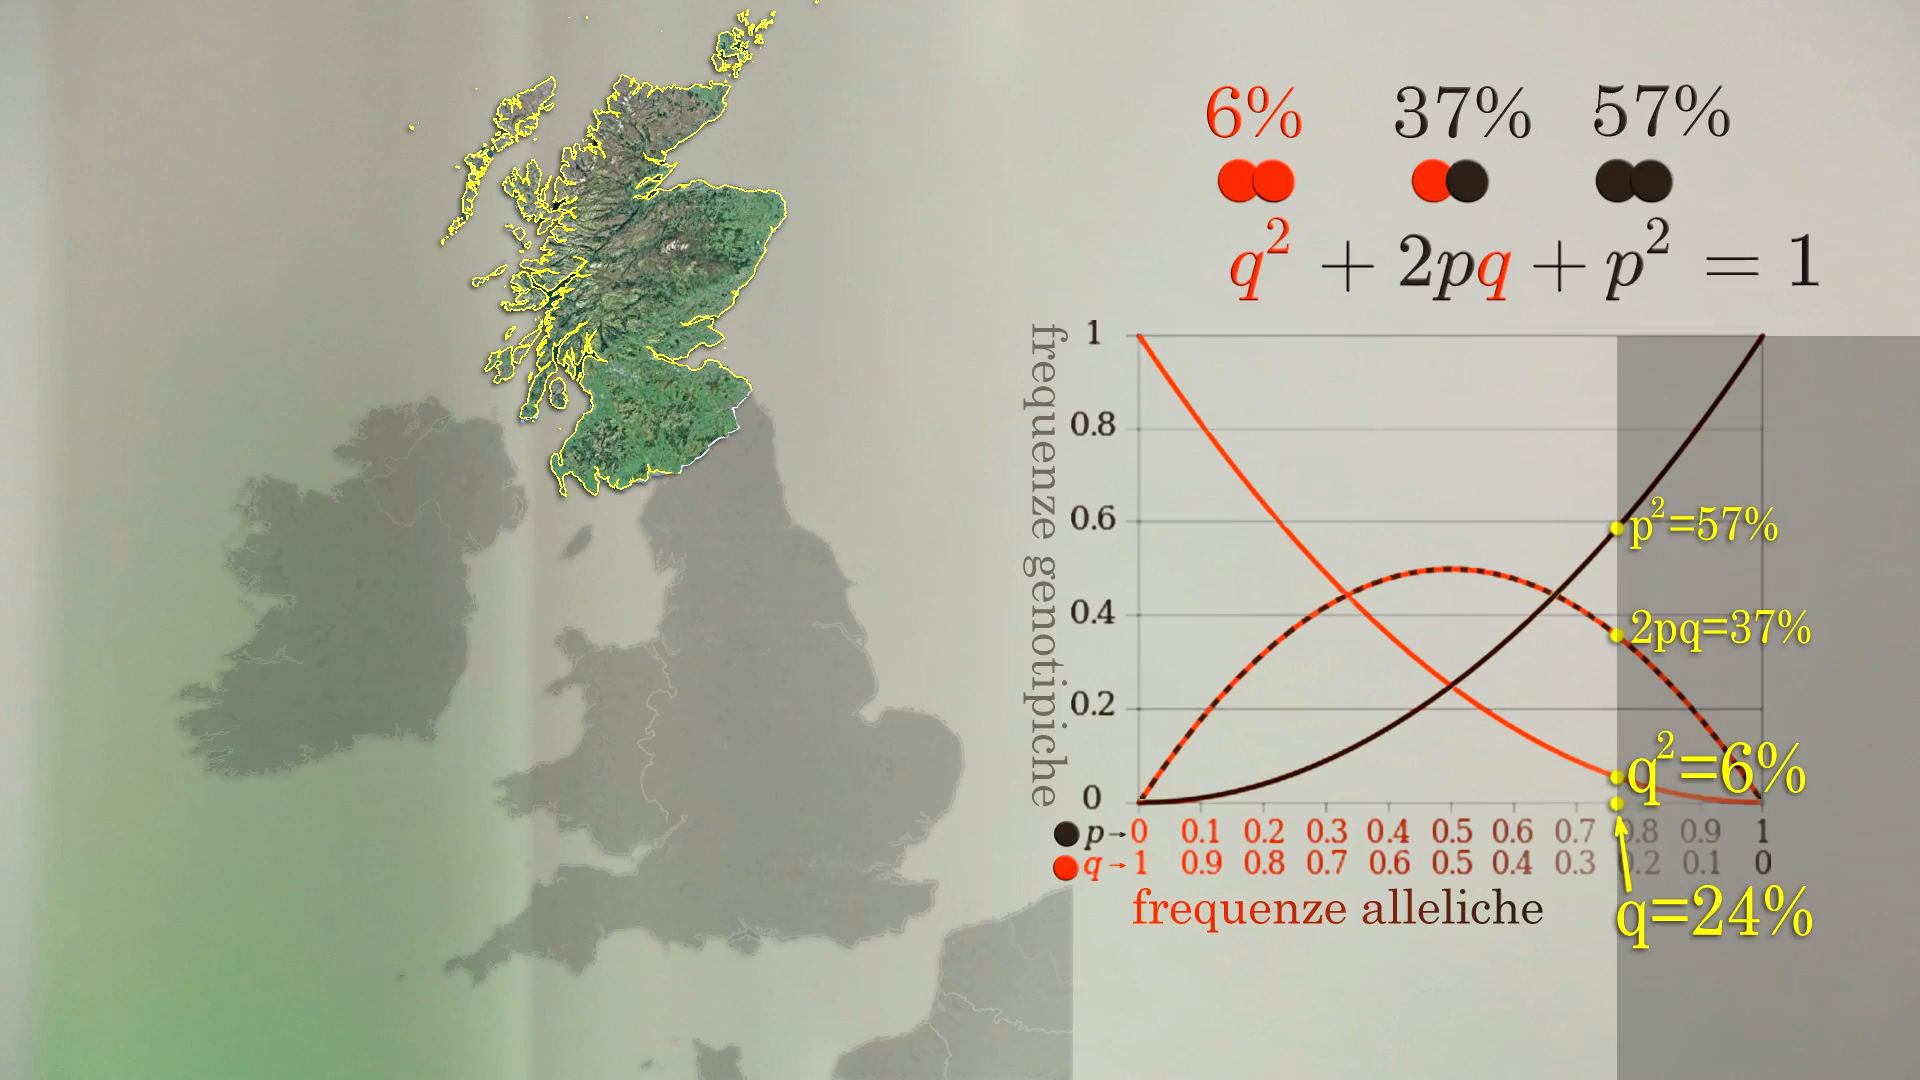 6% 37% 57%
q² + 2pq + p² = 1
frequenze genotipiche
1
0.8
0.6
0.4
0.2
0
p²=57%
2pq=37%
q²=6%
p→ 0 0.1 0.2 0.3 0.4 0.5 0.6 0.7 0.8 0.9 1
q→ 1 0.9 0.8 0.7 0.6 0.5 0.4 0.3 0.2 0.1 0
frequenze alleliche
q=24%